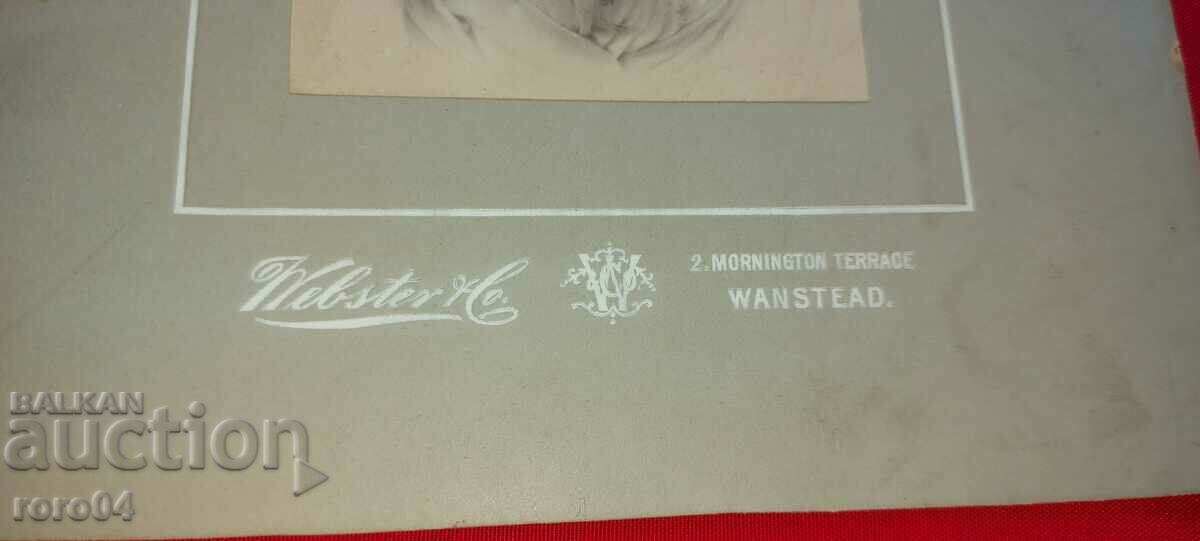 Webster & Co.
2. MORNINGTON TERRACE
WANSTEAD.
BALKAN
auction
roro04